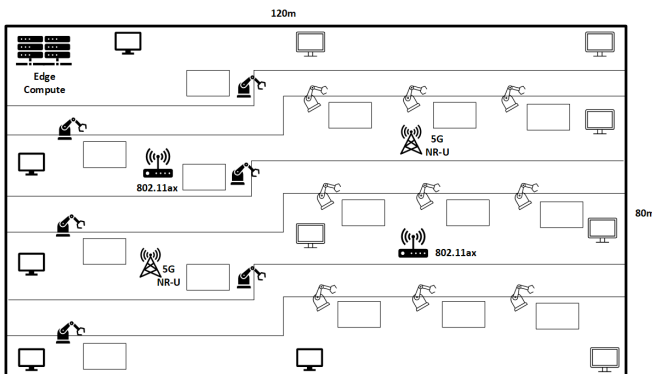 120m
Edge
Compute
5G
NR-U
802.11ax
80m
802.11ax
5G
NR-U